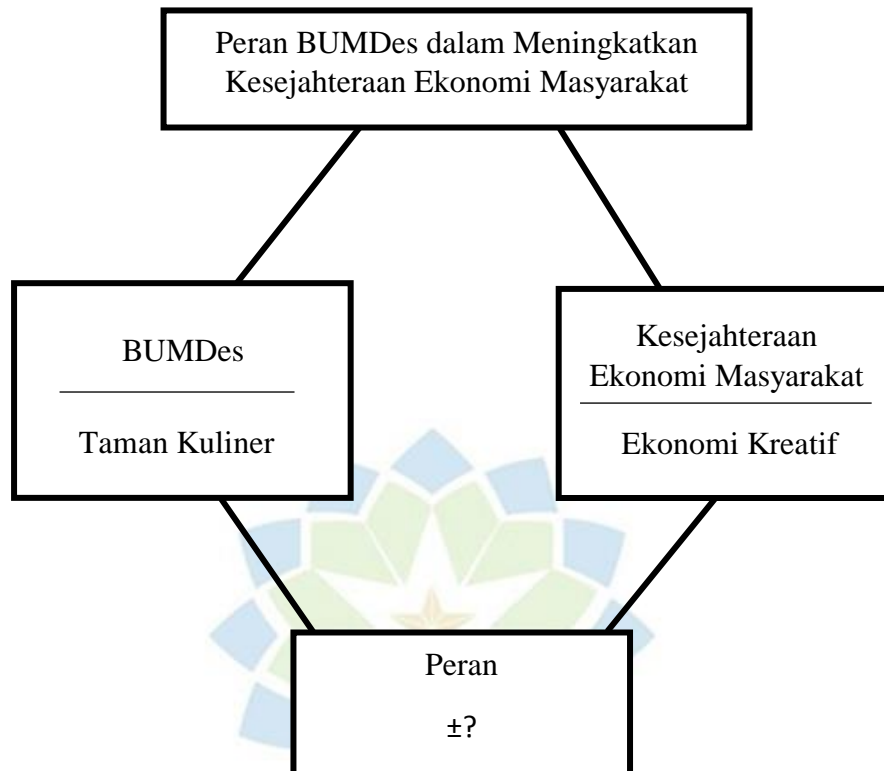 Peran BUMDes dalam Meningkatkan
Kesejahteraan Ekonomi Masyarakat
BUMDes
Taman Kuliner
Kesejahteraan
Ekonomi Masyarakat
Ekonomi Kreatif
Peran
±?